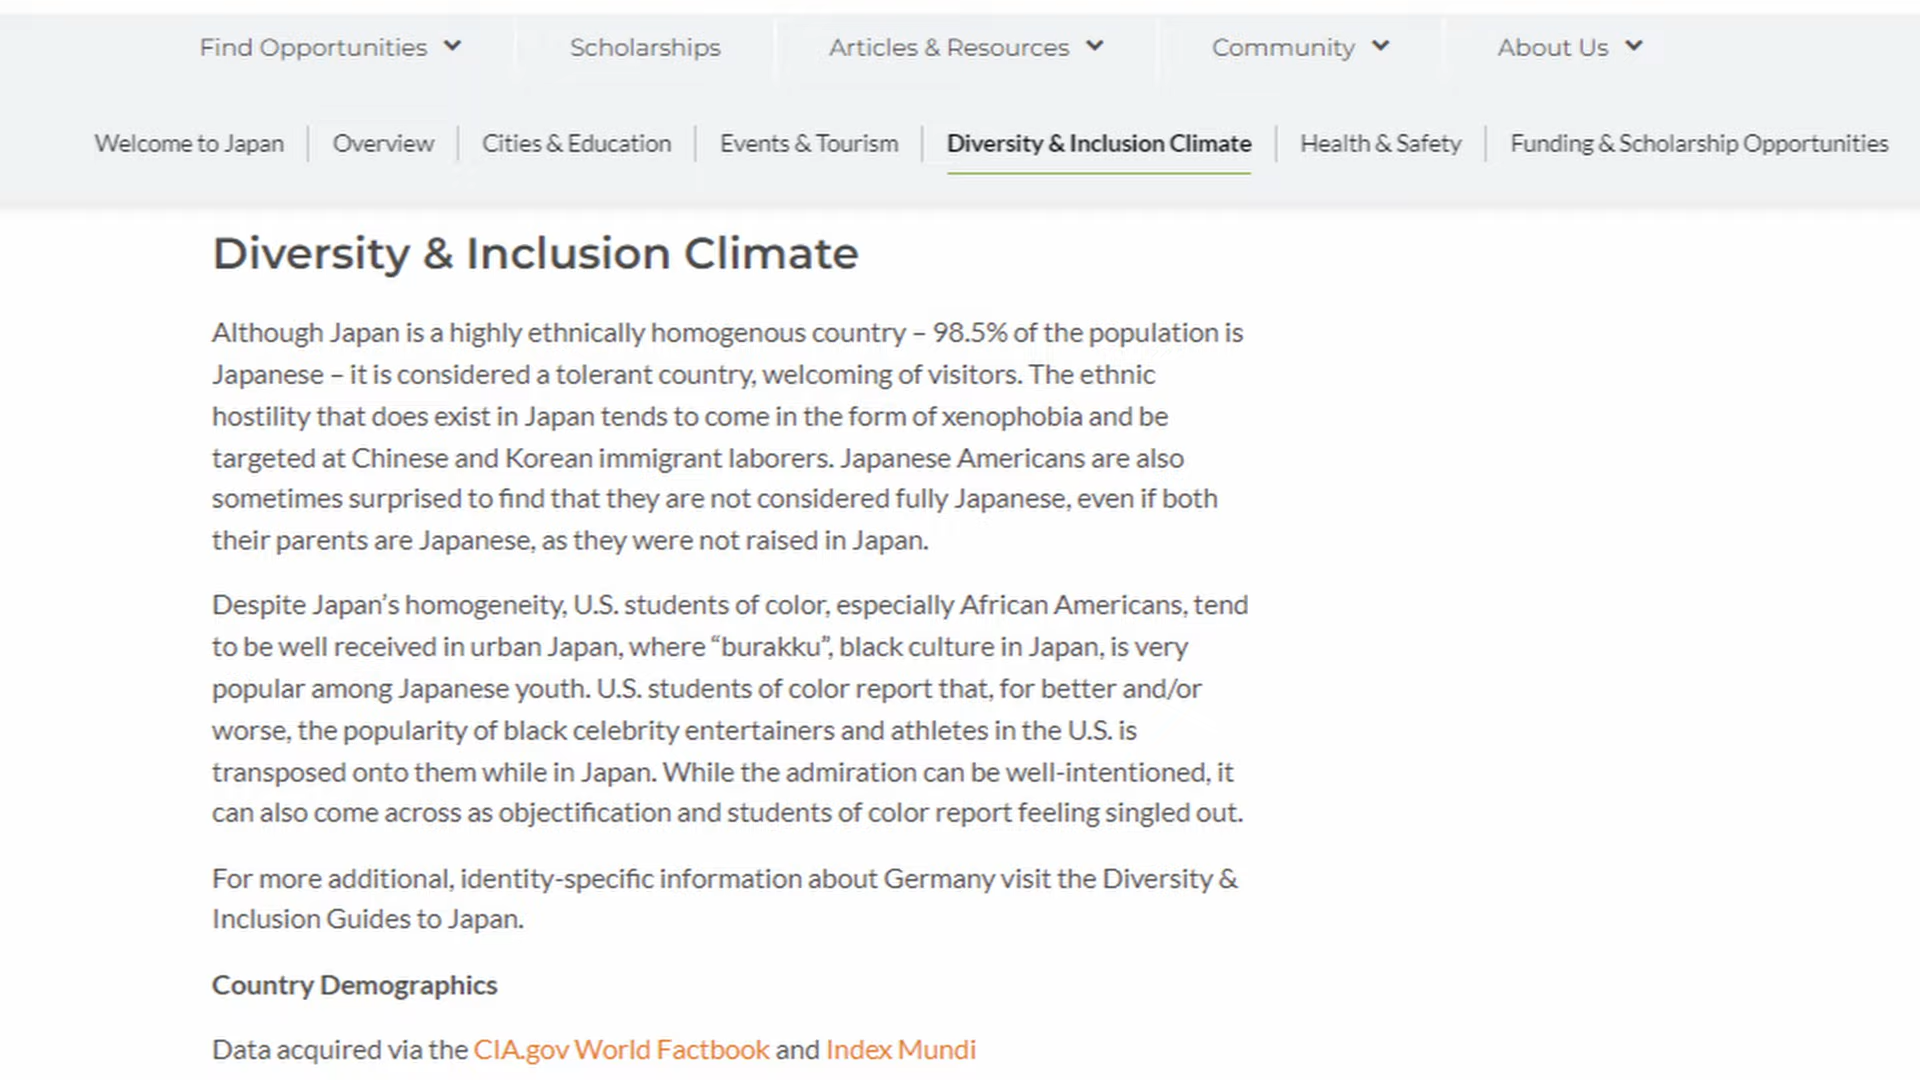 Find Opportunities
Scholarships
Articles & Resources
Community
About Us
Welcome to Japan
Overview
Cities & Education
Events & Tourism
Diversity & Inclusion Climate
Health & Safety
Funding & Scholarship Opportunities
Diversity & Inclusion Climate
Although Japan is a highly ethnically homogenous country – 98.5% of the population is
Japanese – it is considered a tolerant country, welcoming of visitors. The ethnic
hostility that does exist in Japan tends to come in the form of xenophobia and be
targeted at Chinese and Korean immigrant laborers. Japanese Americans are also
sometimes surprised to find that they are not considered fully Japanese, even if both
their parents are Japanese, as they were not raised in Japan.
Despite Japan’s homogeneity, U.S. students of color, especially African Americans, tend
to be well received in urban Japan, where “burakku”, black culture in Japan, is very
popular among Japanese youth. U.S. students of color report that, for better and/or
worse, the popularity of black celebrity entertainers and athletes in the U.S. is
transposed onto them while in Japan. While the admiration can be well-intentioned, it
can also come across as objectification and students of color report feeling singled out.
For more additional, identity-specific information about Germany visit the Diversity &
Inclusion Guides to Japan.
Country Demographics
Data acquired via the CIA.gov World Factbook and Index Mundi